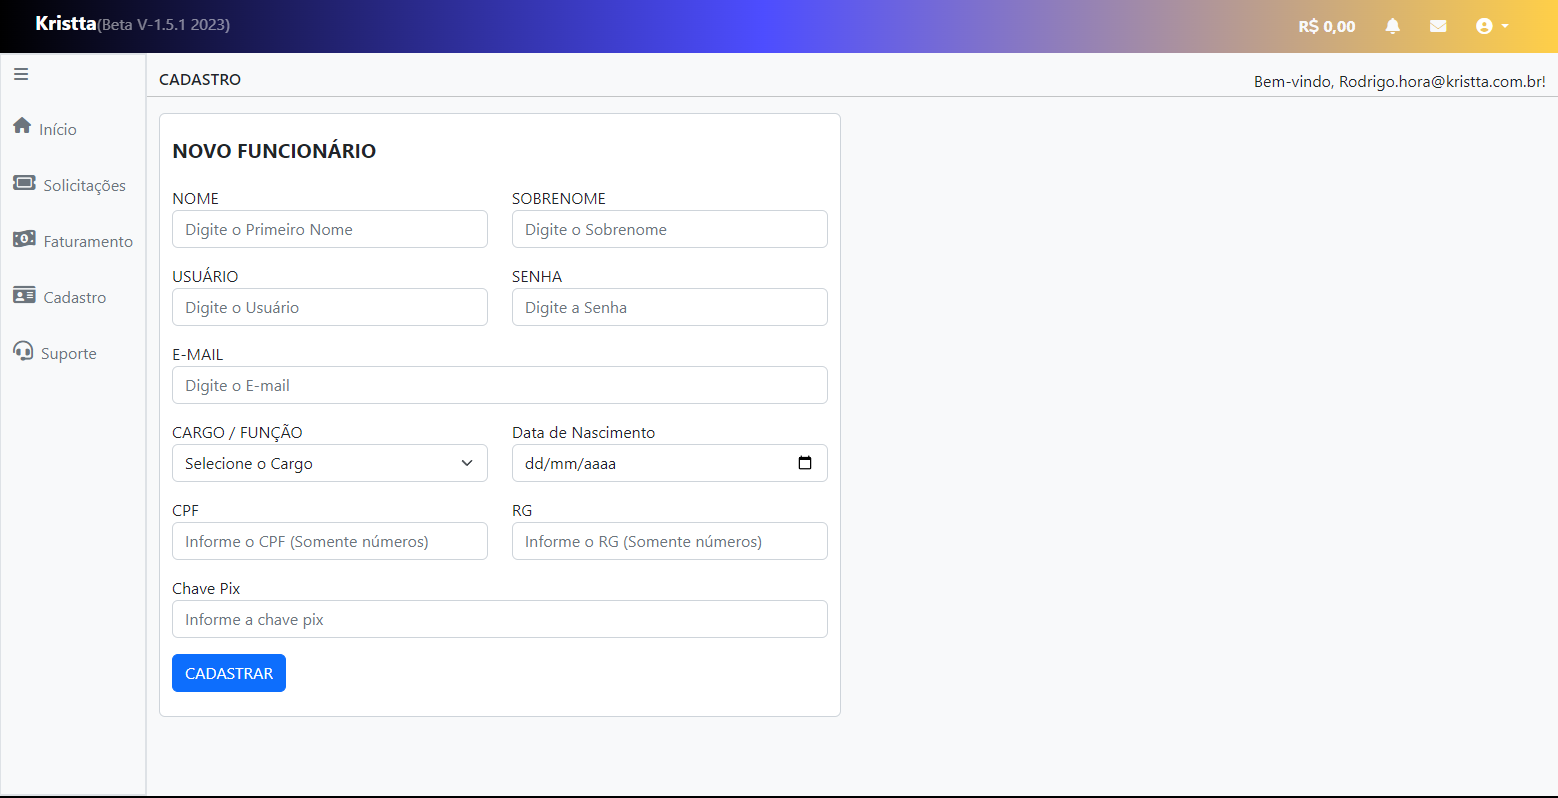 Kristta(Beta V-1.5.1 2023)
R$ 0,00
CADASTRO
Bem-vindo, Rodrigo.hora@kristta.com.br!
Início
Solicitações
Faturamento
Cadastro
Suporte
NOVO FUNCIONÁRIO
NOME
SOBRENOME
Digite o Primeiro Nome
Digite o Sobrenome
USUÁRIO
SENHA
Digite o Usuário
Digite a Senha
E-MAIL
Digite o E-mail
CARGO / FUNÇÃO
Data de Nascimento
Selecione o Cargo
dd/mm/aaaa
CPF
RG
Informe o CPF (Somente números)
Informe o RG (Somente números)
Chave Pix
Informe a chave pix
CADASTRAR